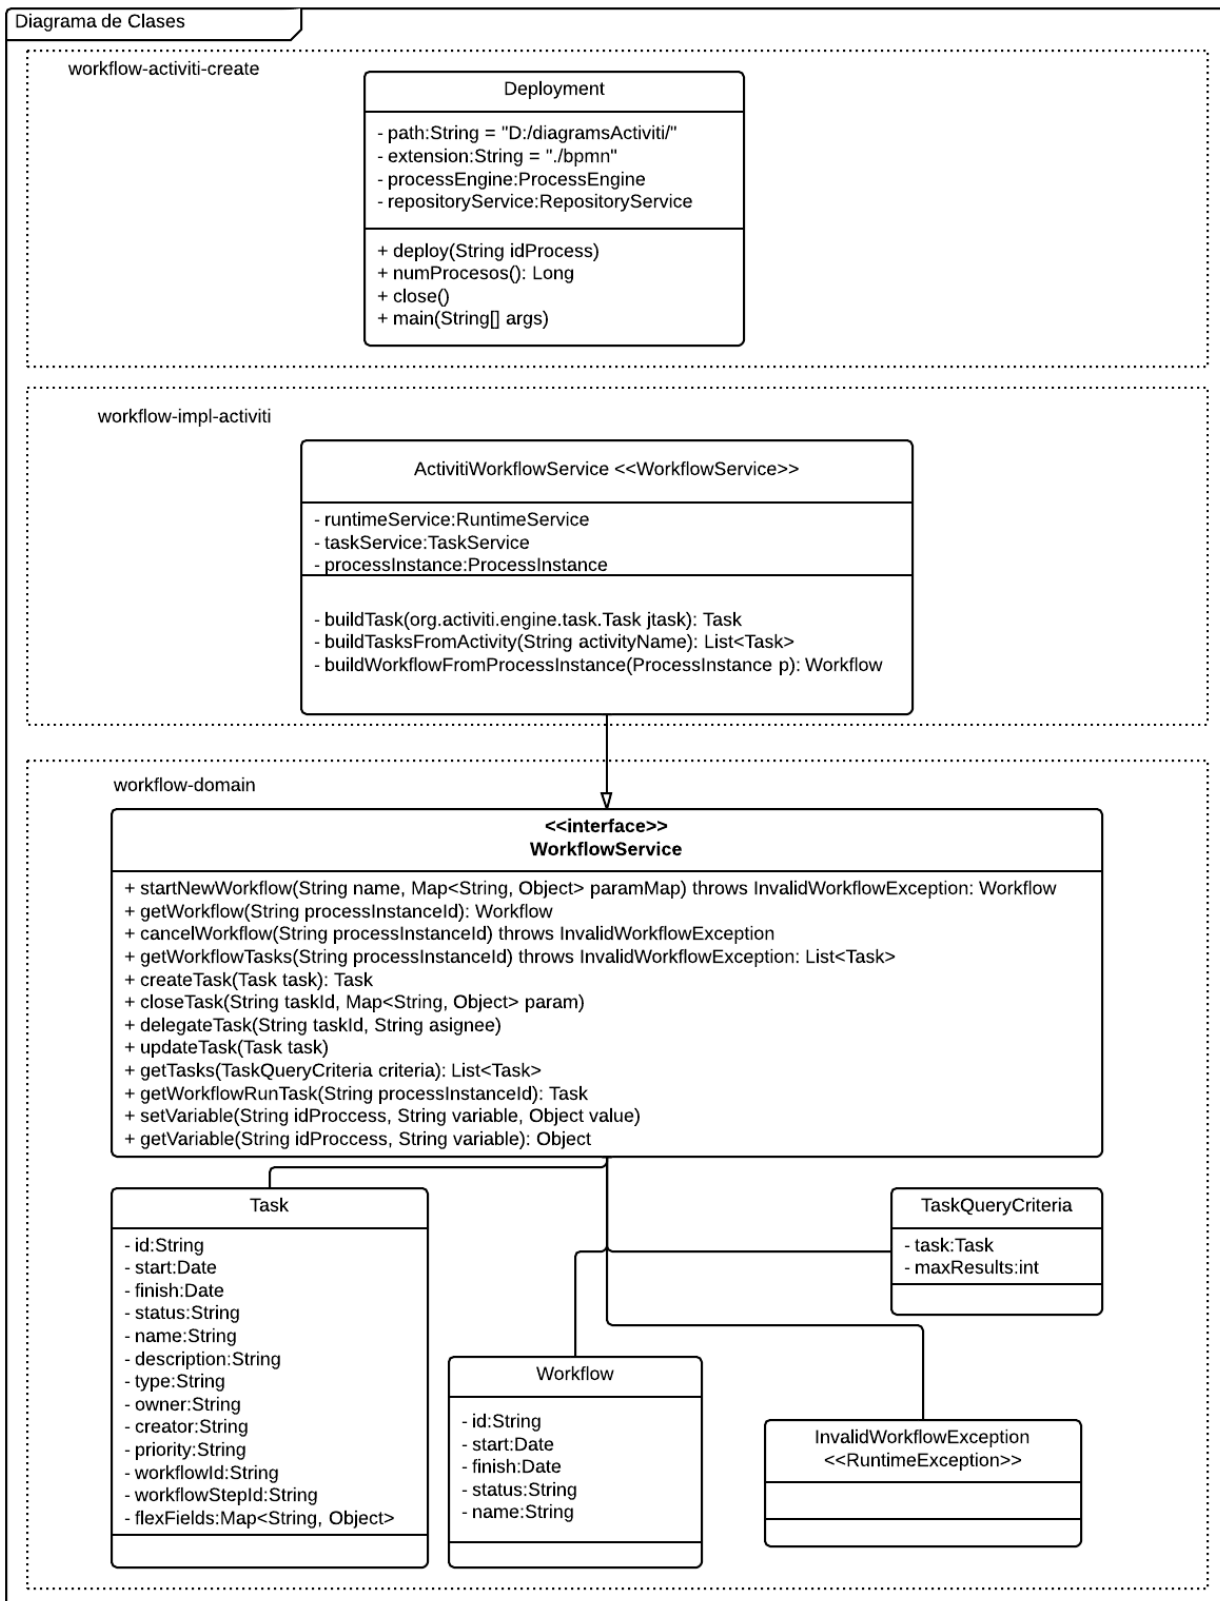 Diagrama de Clases
workflow-activiti-create
Deployment
- path:String = "D:/diagramsActiviti/"
- extension:String = "./bpmn"
- processEngine:ProcessEngine
- repositoryService:RepositoryService
+ deploy(String idProcess)
+ numProcesos(): Long
+ close()
+ main(String[] args)
workflow-impl-activiti
ActivitiWorkflowService <<WorkflowService>>
- runtimeService:RuntimeService
- taskService:TaskService
- processInstance:ProcessInstance
- buildTask(org.activiti.engine.task.Task jtask): Task
- buildTasksFromActivity(String activityName): List<Task>
- buildWorkflowFromProcessInstance(ProcessInstance p): Workflow
workflow-domain
<<interface>>
WorkflowService
+ startNewWorkflow(String name, Map<String, Object> paramMap) throws InvalidWorkflowException: Workflow
+ getWorkflow(String processInstanceId): Workflow
+ cancelWorkflow(String processInstanceId) throws InvalidWorkflowException
+ getWorkflowTasks(String processInstanceId) throws InvalidWorkflowException: List<Task>
+ createTask(Task task): Task
+ closeTask(String taskId, Map<String, Object> param)
+ delegateTask(String taskId, String asignee)
+ updateTask(Task task)
+ getTasks(TaskQueryCriteria criteria): List<Task>
+ getWorkflowRunTask(String processInstanceId): Task
+ setVariable(String idProccess, String variable, Object value)
+ getVariable(String idProccess, String variable): Object
Task
- id:String
- start:Date
- finish:Date
- status:String
- name:String
- description:String
- type:String
- owner:String
- creator:String
- priority:String
- workflowId:String
- workflowStepId:String
- flexFields:Map<String, Object>
Workflow
- id:String
- start:Date
- finish:Date
- status:String
- name:String
TaskQueryCriteria
- task:Task
- maxResults:int
InvalidWorkflowException
<<RuntimeException>>